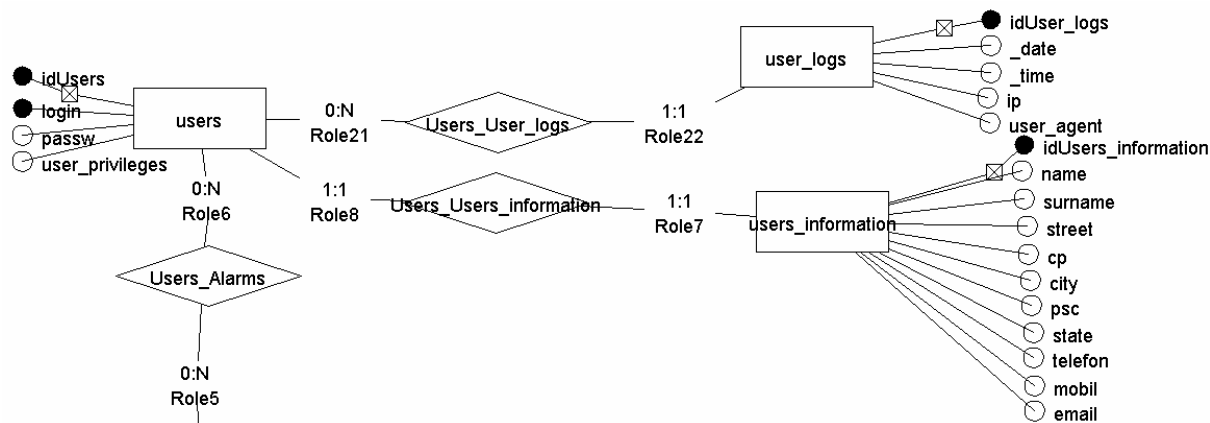 idUsers
login
passw
user_privileges
users
0:N
Role21
Users_User_logs
1:1
Role22
user_logs
idUser_logs
_date
_time
ip
user_agent
1:1
Role8
Users_Users_information
1:1
Role7
users_information
idUsers_information
name
surname
street
cp
city
psc
state
telefon
mobil
email
0:N
Role6
Users_Alarms
0:N
Role5